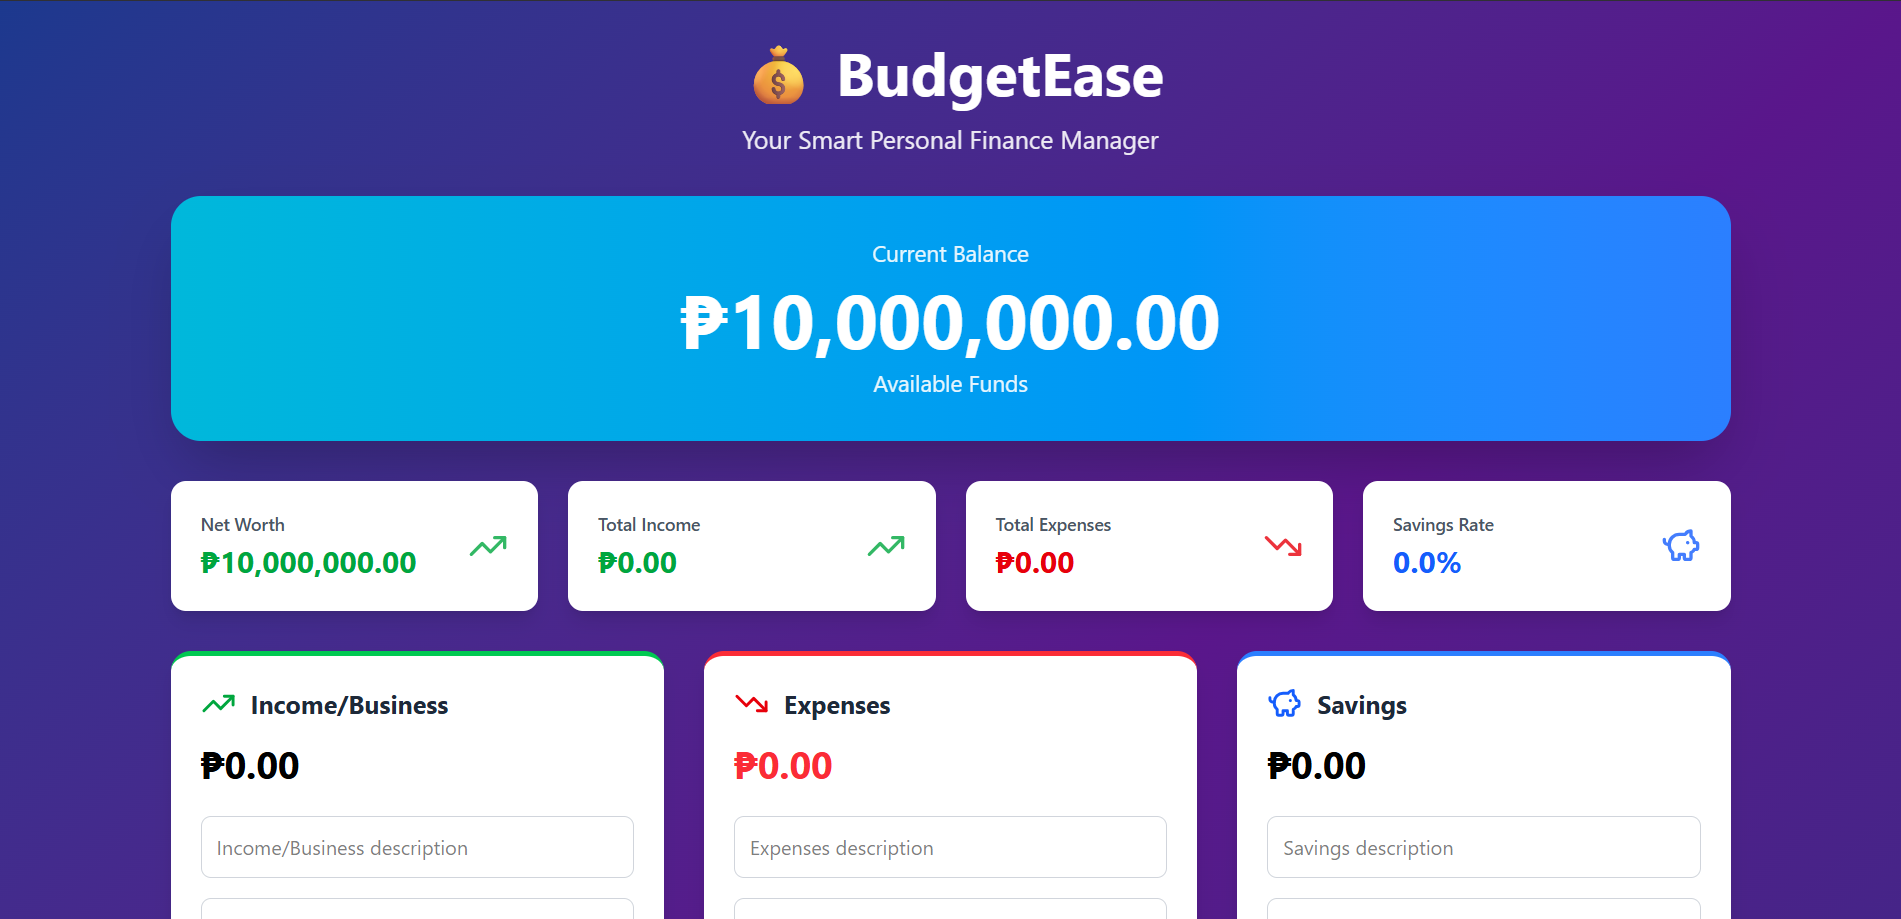 BudgetEase
Your Smart Personal Finance Manager
Current Balance
₱10,000,000.00
Available Funds
Net Worth
₱10,000,000.00
Total Income
₱0.00
Total Expenses
₱0.00
Savings Rate
0.0%
Income/Business
₱0.00
Income/Business description
Expenses
₱0.00
Expenses description
Savings
₱0.00
Savings description